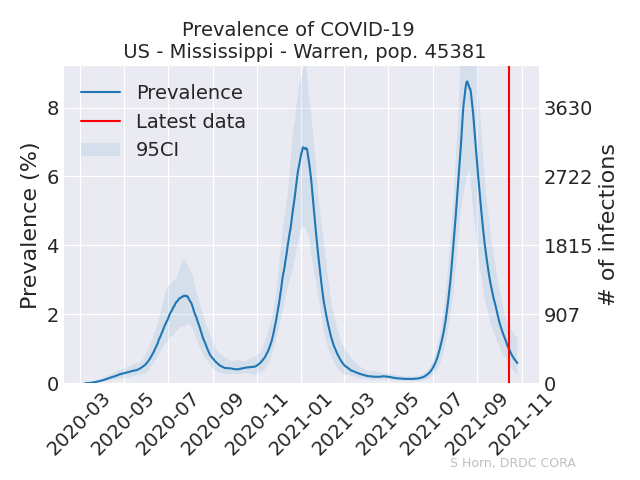 Prevalence of COVID-19
US - Mississippi - Warren, pop. 45381
Prevalence
Latest data
95CI
Prevalence (%)
8
6
4
2
0
3630
2722
1815
907
0
# of infections
2020-03
2020-05
2020-07
2020-09
2020-11
2021-01
2021-03
2021-05
2021-07
2021-09
2021-11
S Horn, DRDC CORA